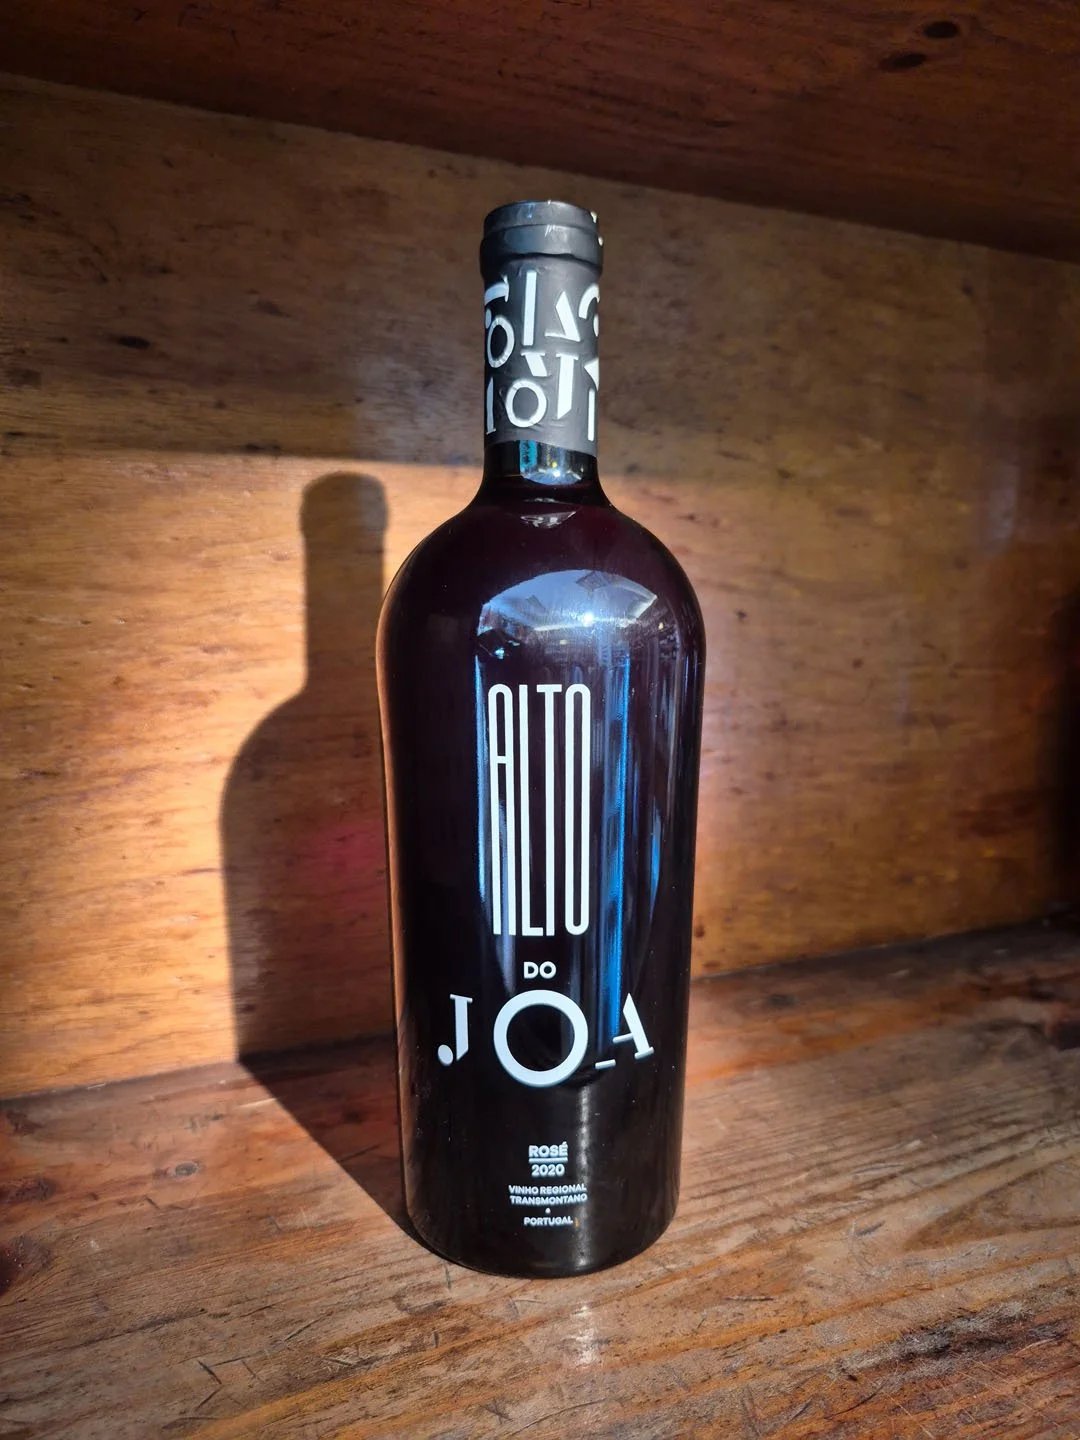 ALTO
DO
JOA
ROSÉ
2020
VINHO REGIONAL
TRANSMONTANO
PORTUGAL